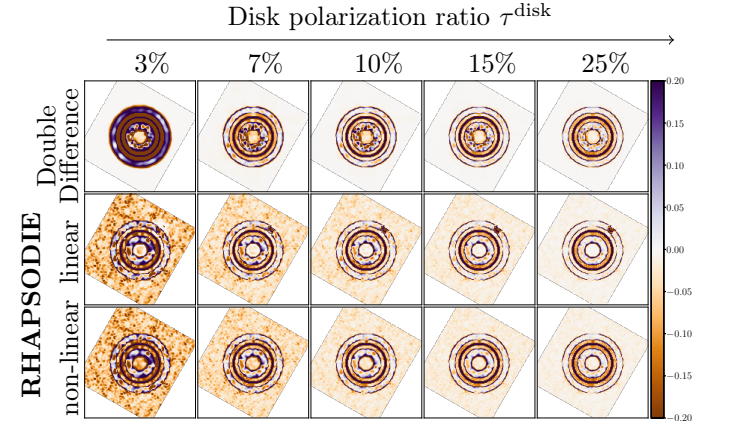 Disk polarization ratio τ^disk
3% 7% 10% 15% 25%
Double
Difference
RHAPSODIE
linear
non-linear
0.20
0.15
0.10
0.05
0.00
−0.05
−0.10
−0.15
−0.20